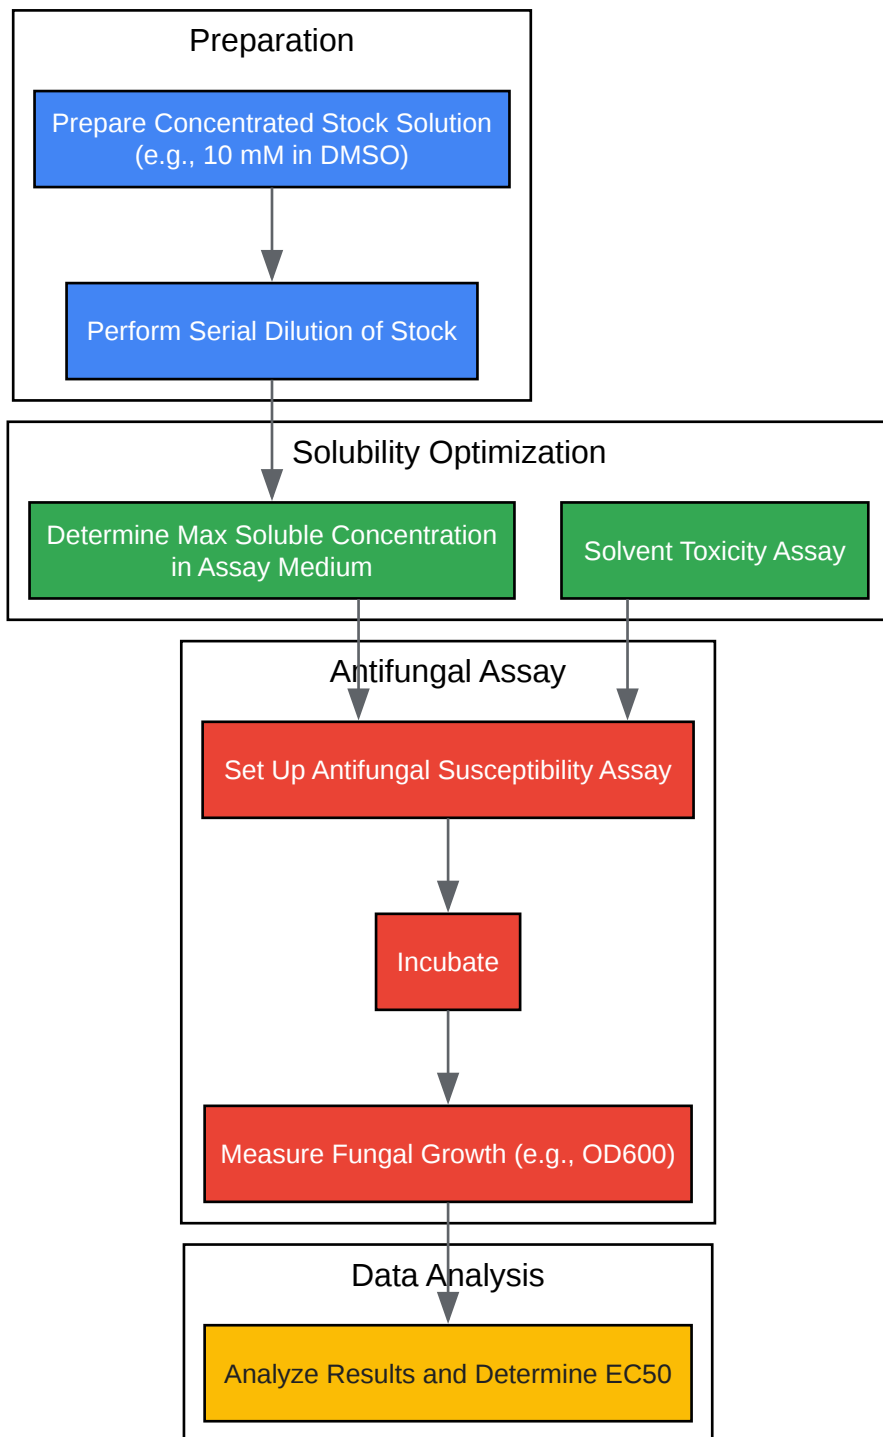 Preparation
Prepare Concentrated Stock Solution
(e.g., 10 mM in DMSO)
Perform Serial Dilution of Stock
Solubility Optimization
Determine Max Soluble Concentration
in Assay Medium
Solvent Toxicity Assay
Antifungal Assay
Set Up Antifungal Susceptibility Assay
Incubate
Measure Fungal Growth (e.g., OD600)
Data Analysis
Analyze Results and Determine EC50